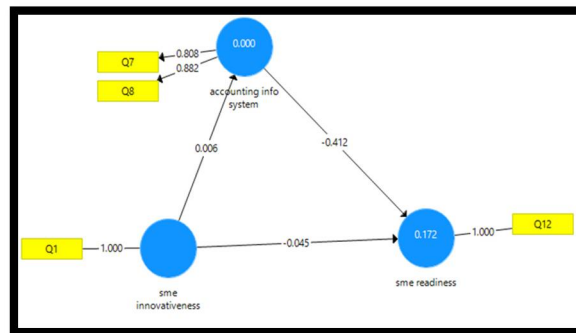 0.000
Q7
0.808
Q8
0.882
accounting info
system
0.006
-0.412
Q1
1.000
-0.045
0.172
1.000
Q12
sme
innovativeness
sme readiness